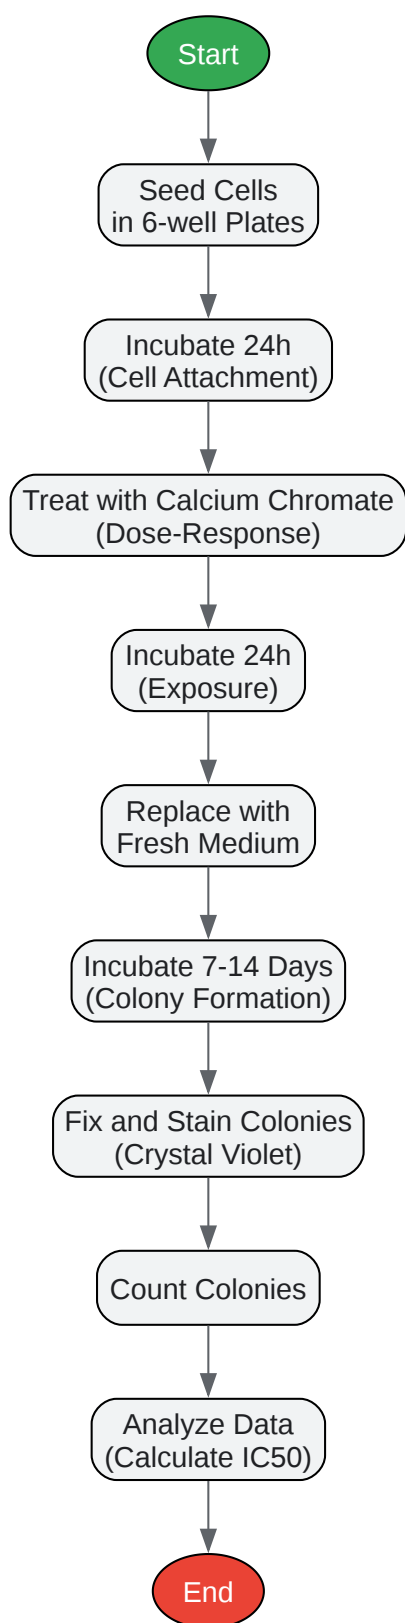 Start
Seed Cells
in 6-well Plates
Incubate 24h
(Cell Attachment)
Treat with Calcium Chromate
(Dose-Response)
Incubate 24h
(Exposure)
Replace with
Fresh Medium
Incubate 7-14 Days
(Colony Formation)
Fix and Stain Colonies
(Crystal Violet)
Count Colonies
Analyze Data
(Calculate IC50)
End